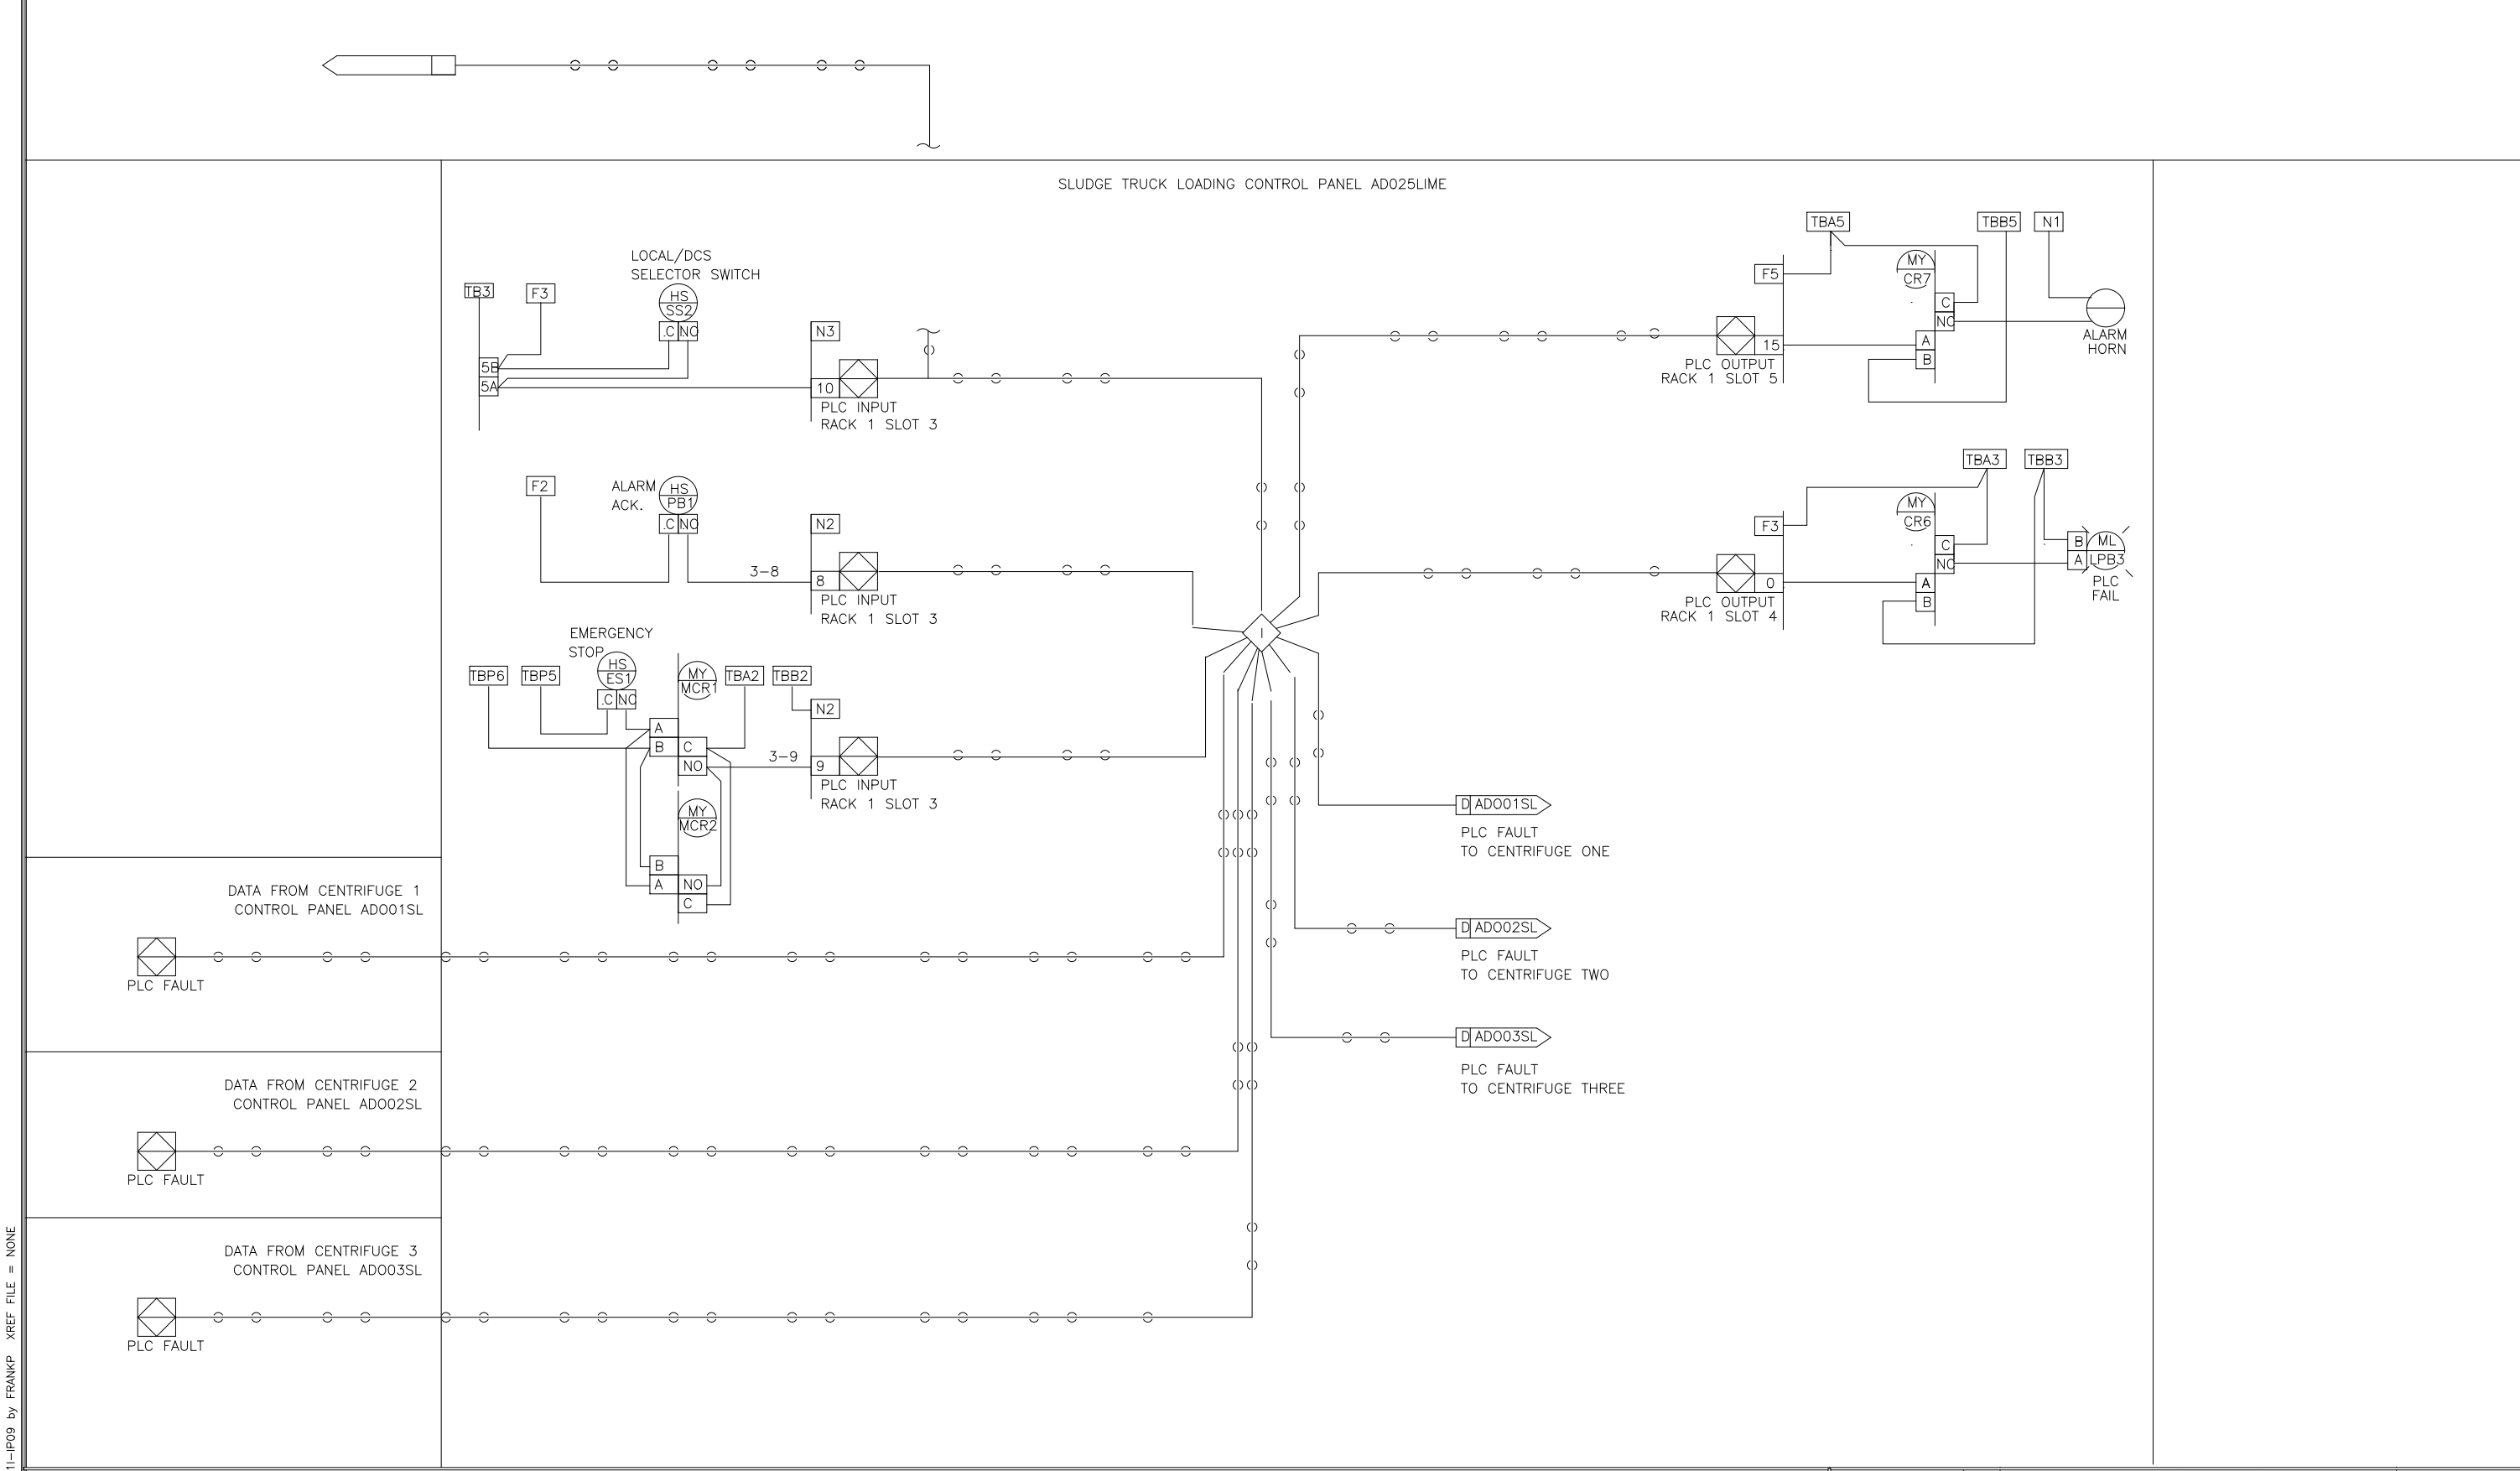 SLUDGE TRUCK LOADING CONTROL PANEL AD025LIME
LOCAL/DCS
SELECTOR SWITCH
TB3
F3
HS
SS2
.C NO
5B
5A
N3
10
PLC INPUT
RACK 1 SLOT 3
F2
ALARM
ACK.
HS
PB1
.C NO
3-8
N2
8
PLC INPUT
RACK 1 SLOT 3
EMERGENCY
STOP
TBP6
TBP5
HS
ES1
.C NO
MY
MCR1
TBA2
TBB2
N2
A
B
C
NO
3-9
9
PLC INPUT
RACK 1 SLOT 3
MY
MCR2
B
A
NO
C
I
TBA5
TBB5
N1
F5
MY
CR7
C
NO
A
B
15
PLC OUTPUT
RACK 1 SLOT 5
ALARM
HORN
TBA3
TBB3
F3
MY
CR6
C
NO
A
B
0
PLC OUTPUT
RACK 1 SLOT 4
B
A
ML
LPB3
PLC
FAIL
D ADO01SL
PLC FAULT
TO CENTRIFUGE ONE
D ADO02SL
PLC FAULT
TO CENTRIFUGE TWO
D ADO03SL
PLC FAULT
TO CENTRIFUGE THREE
DATA FROM CENTRIFUGE 1
CONTROL PANEL ADO01SL
PLC FAULT
DATA FROM CENTRIFUGE 2
CONTROL PANEL ADO02SL
PLC FAULT
DATA FROM CENTRIFUGE 3
CONTROL PANEL ADO03SL
PLC FAULT
1I-IP09 by FRANKP XREF FILE = NONE